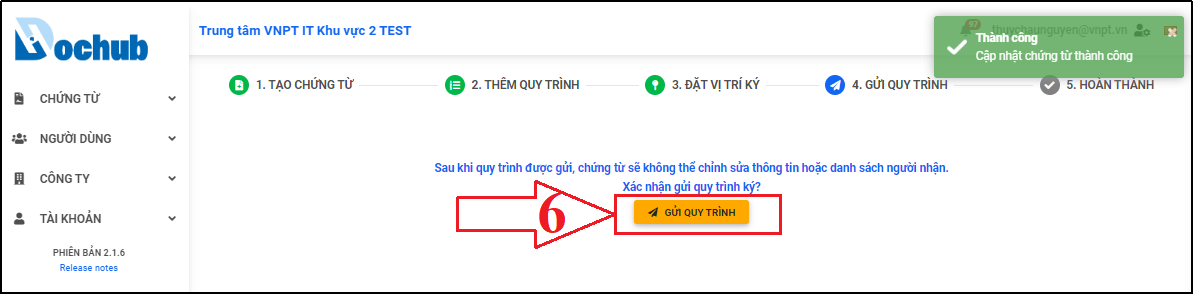 Dochub
Trung tâm VNPT IT Khu vực 2 TEST
97
thuychaunguyen@vnpt.vn
Thành công
Cập nhật chứng từ thành công
CHỨNG TỪ
NGƯỜI DÙNG
CÔNG TY
TÀI KHOẢN
PHIÊN BẢN 2.1.6
Release notes
1. TẠO CHỨNG TỪ
2. THÊM QUY TRÌNH
3. ĐẶT VỊ TRÍ KÝ
4. GỬI QUY TRÌNH
5. HOÀN THÀNH
Sau khi quy trình được gửi, chứng từ sẽ không thể chỉnh sửa thông tin hoặc danh sách người nhận.
Xác nhận gửi quy trình ký?
6
GỬI QUY TRÌNH